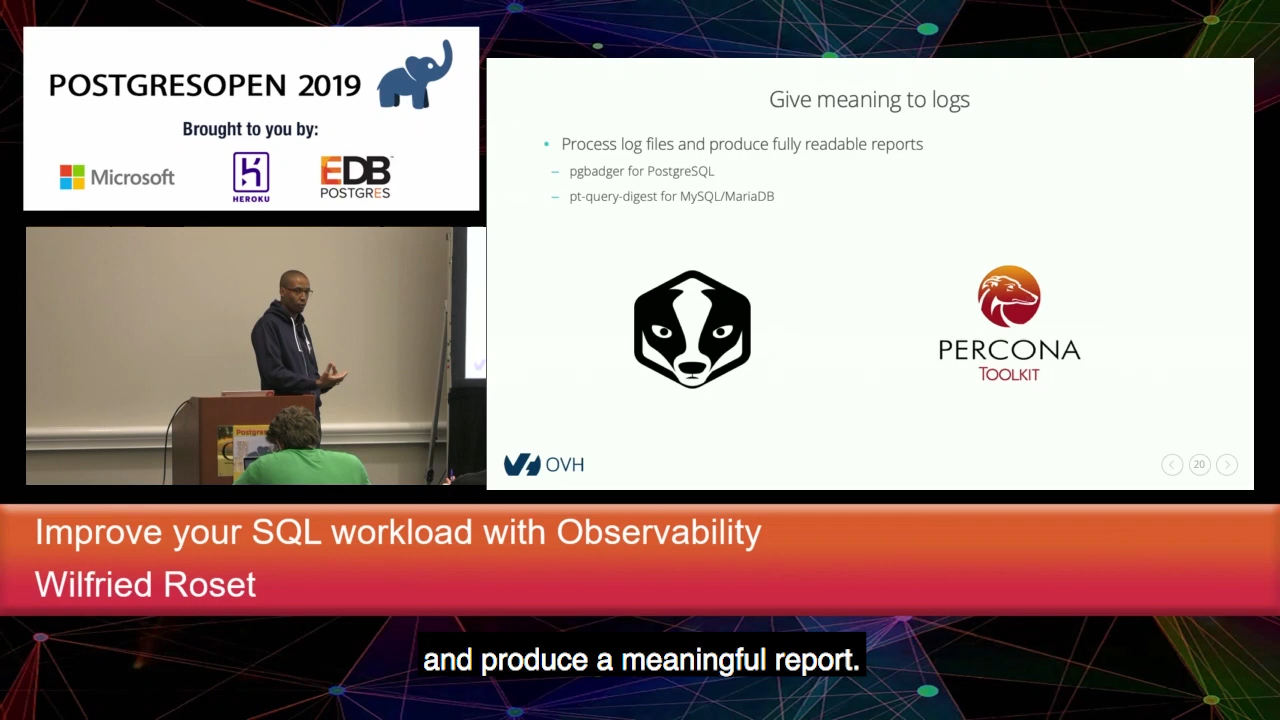 POSTGRESOPEN 2019
Brought to you by:
Microsoft
HEROKU
EDB
POSTGRES
Give meaning to logs
• Process log files and produce fully readable reports
– pgbadger for PostgreSQL
– pt-query-digest for MySQL/MariaDB
PERCONA
TOOLKIT
OVH
20
Improve your SQL workload with Observability
Wilfried Roset
and produce a meaningful report.